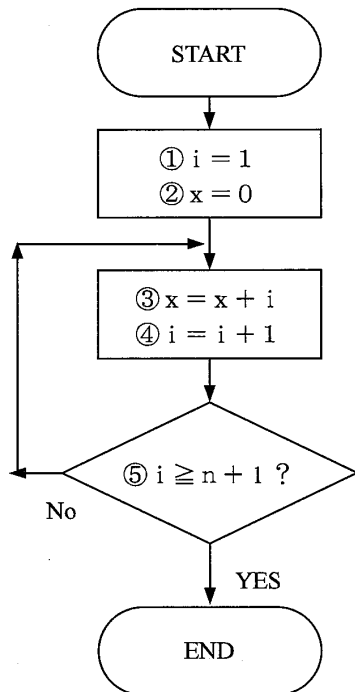 START
① i = 1
② x = 0
③ x = x + i
④ i = i + 1
⑤ i ≧ n + 1 ?
No
YES
END